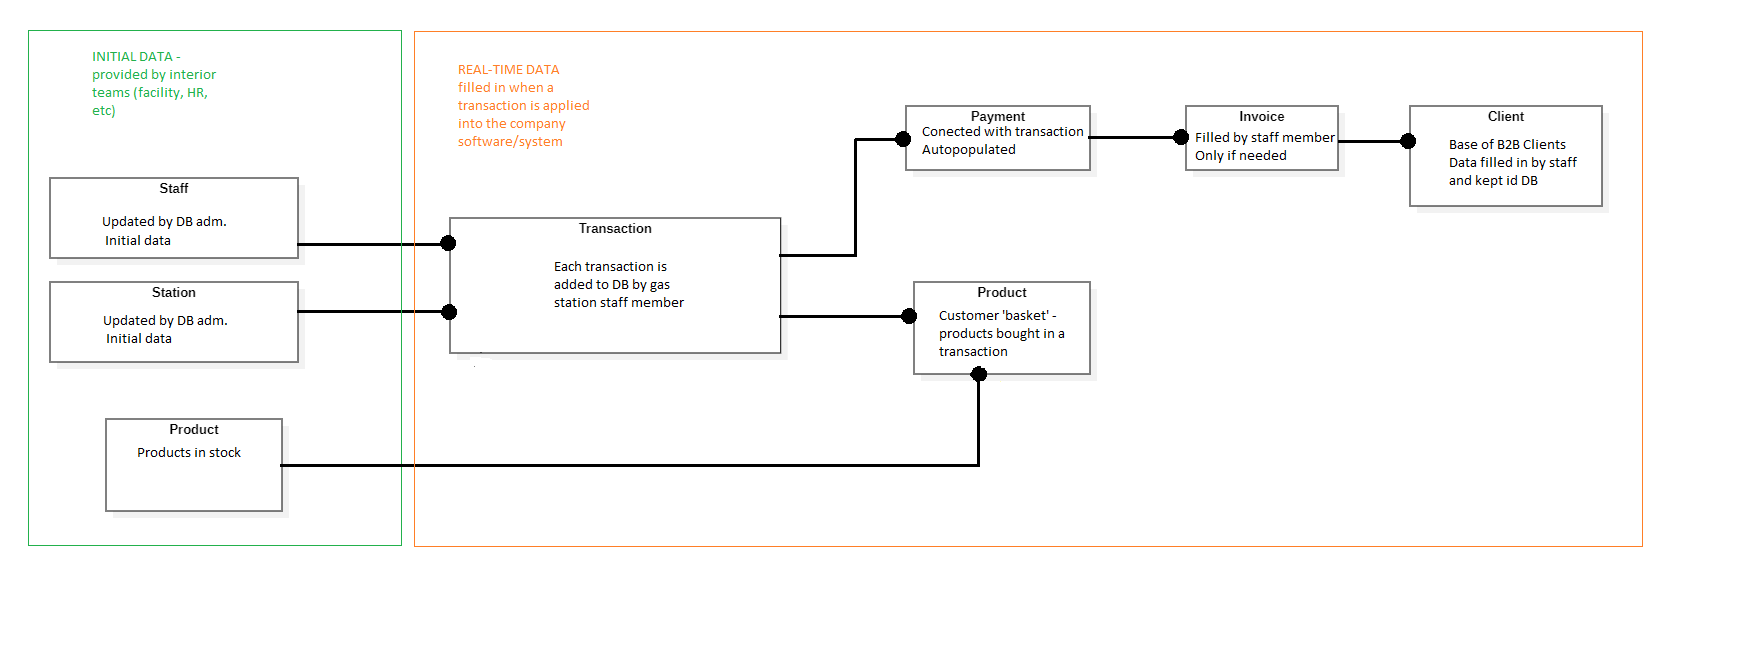 INITIAL DATA -
provided by interior
teams (facility, HR,
etc)
Staff
Updated by DB adm.
Initial data
Station
Updated by DB adm.
Initial data
Product
Products in stock
REAL-TIME DATA
filled in when a
transaction is applied
into the company
software/system
Transaction
Each transaction is
added to DB by gas
station staff member
Payment
Conected with transaction
Autopopulated
Invoice
Filled by staff member
Only if needed
Client
Base of B2B Clients
Data filled in by staff
and kept id DB
Product
Customer 'basket' -
products bought in a
transaction